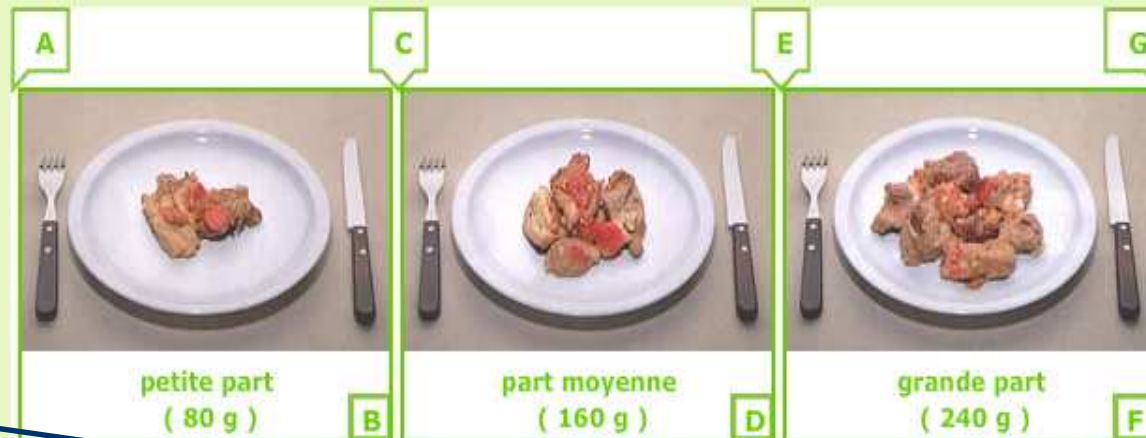 A C E G
petite part part moyenne grande part
( 80 g ) B ( 160 g ) D ( 240 g ) F